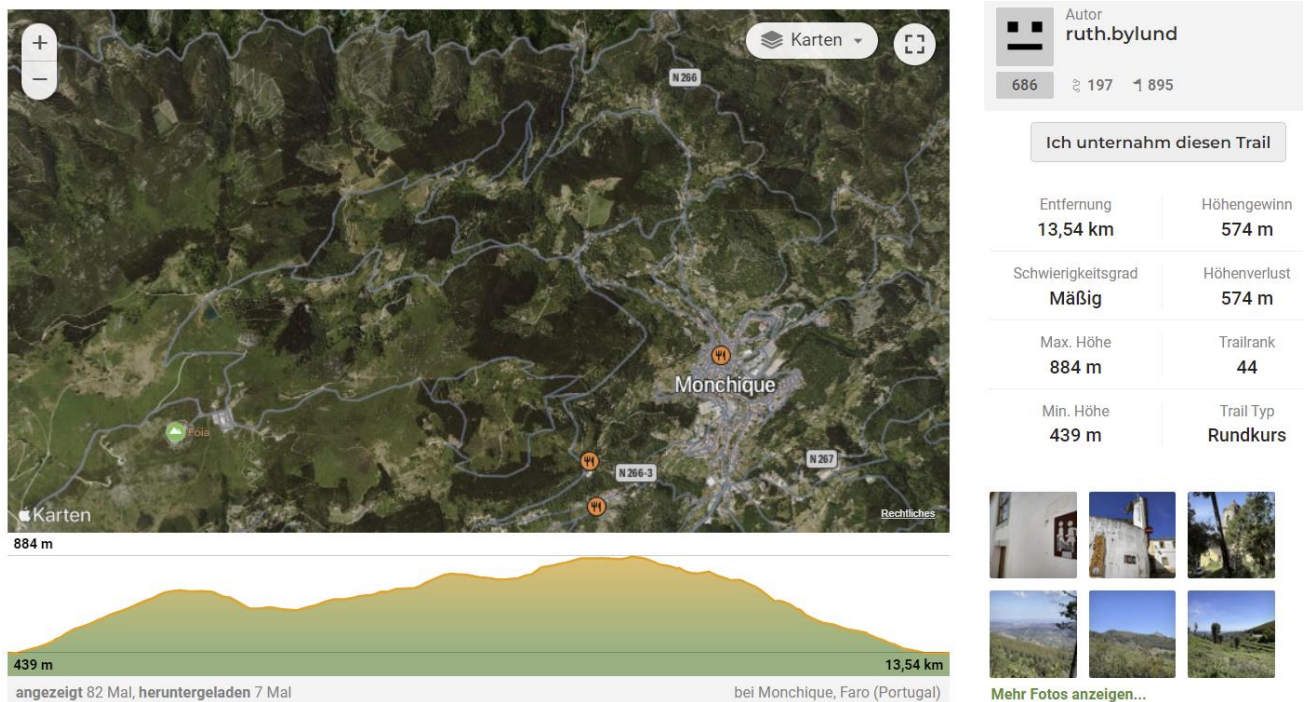 +
−
Karten
N 266
Monchique
Fóia
N 266-3
N 267
Karten
Rechtliches
884 m
439 m
13,54 km
angezeigt 82 Mal, heruntergeladen 7 Mal
bei Monchique, Faro (Portugal)
Autor
ruth.bylund
686
197
895
Ich unternahm diesen Trail
Entfernung
13,54 km
Höhengewinn
574 m
Schwierigkeitsgrad
Mäßig
Höhenverlust
574 m
Max. Höhe
884 m
Trailrank
44
Min. Höhe
439 m
Trail Typ
Rundkurs
Mehr Fotos anzeigen...